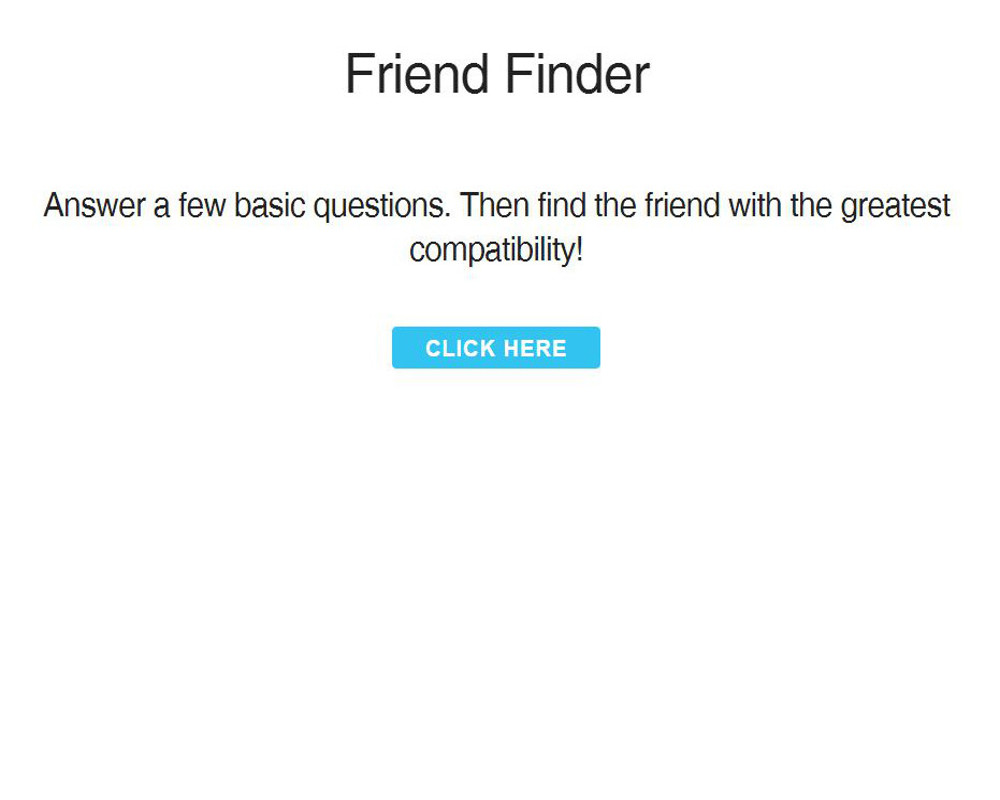 Friend Finder
Answer a few basic questions. Then find the friend with the greatest
compatibility!
CLICK HERE